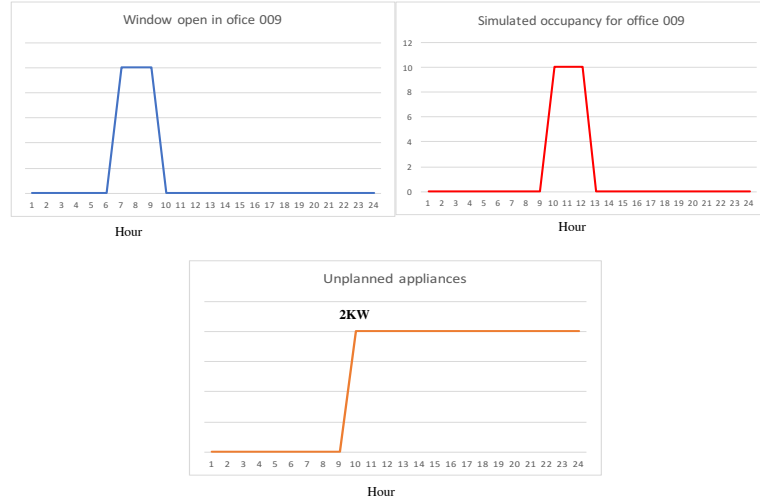 Window open in ofice 009
1 2 3 4 5 6 7 8 9 10 11 12 13 14 15 16 17 18 19 20 21 22 23 24
Hour
Simulated occupancy for office 009
12
10
8
6
4
2
0
1 2 3 4 5 6 7 8 9 10 11 12 13 14 15 16 17 18 19 20 21 22 23 24
Hour
Unplanned appliances
2KW
1 2 3 4 5 6 7 8 9 10 11 12 13 14 15 16 17 18 19 20 21 22 23 24
Hour